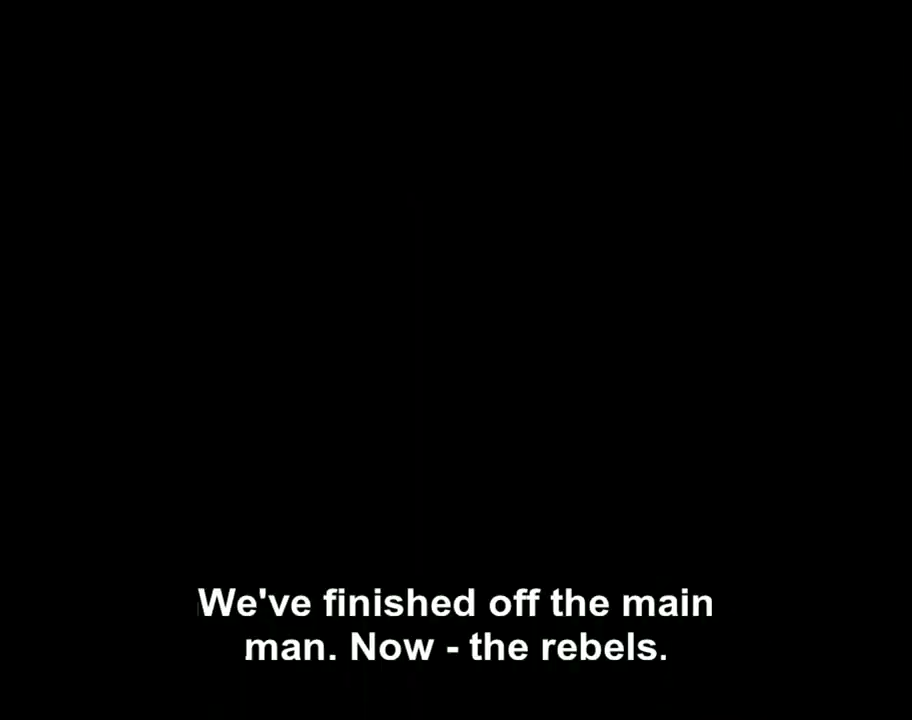 We've finished off the main
man. Now - the rebels.